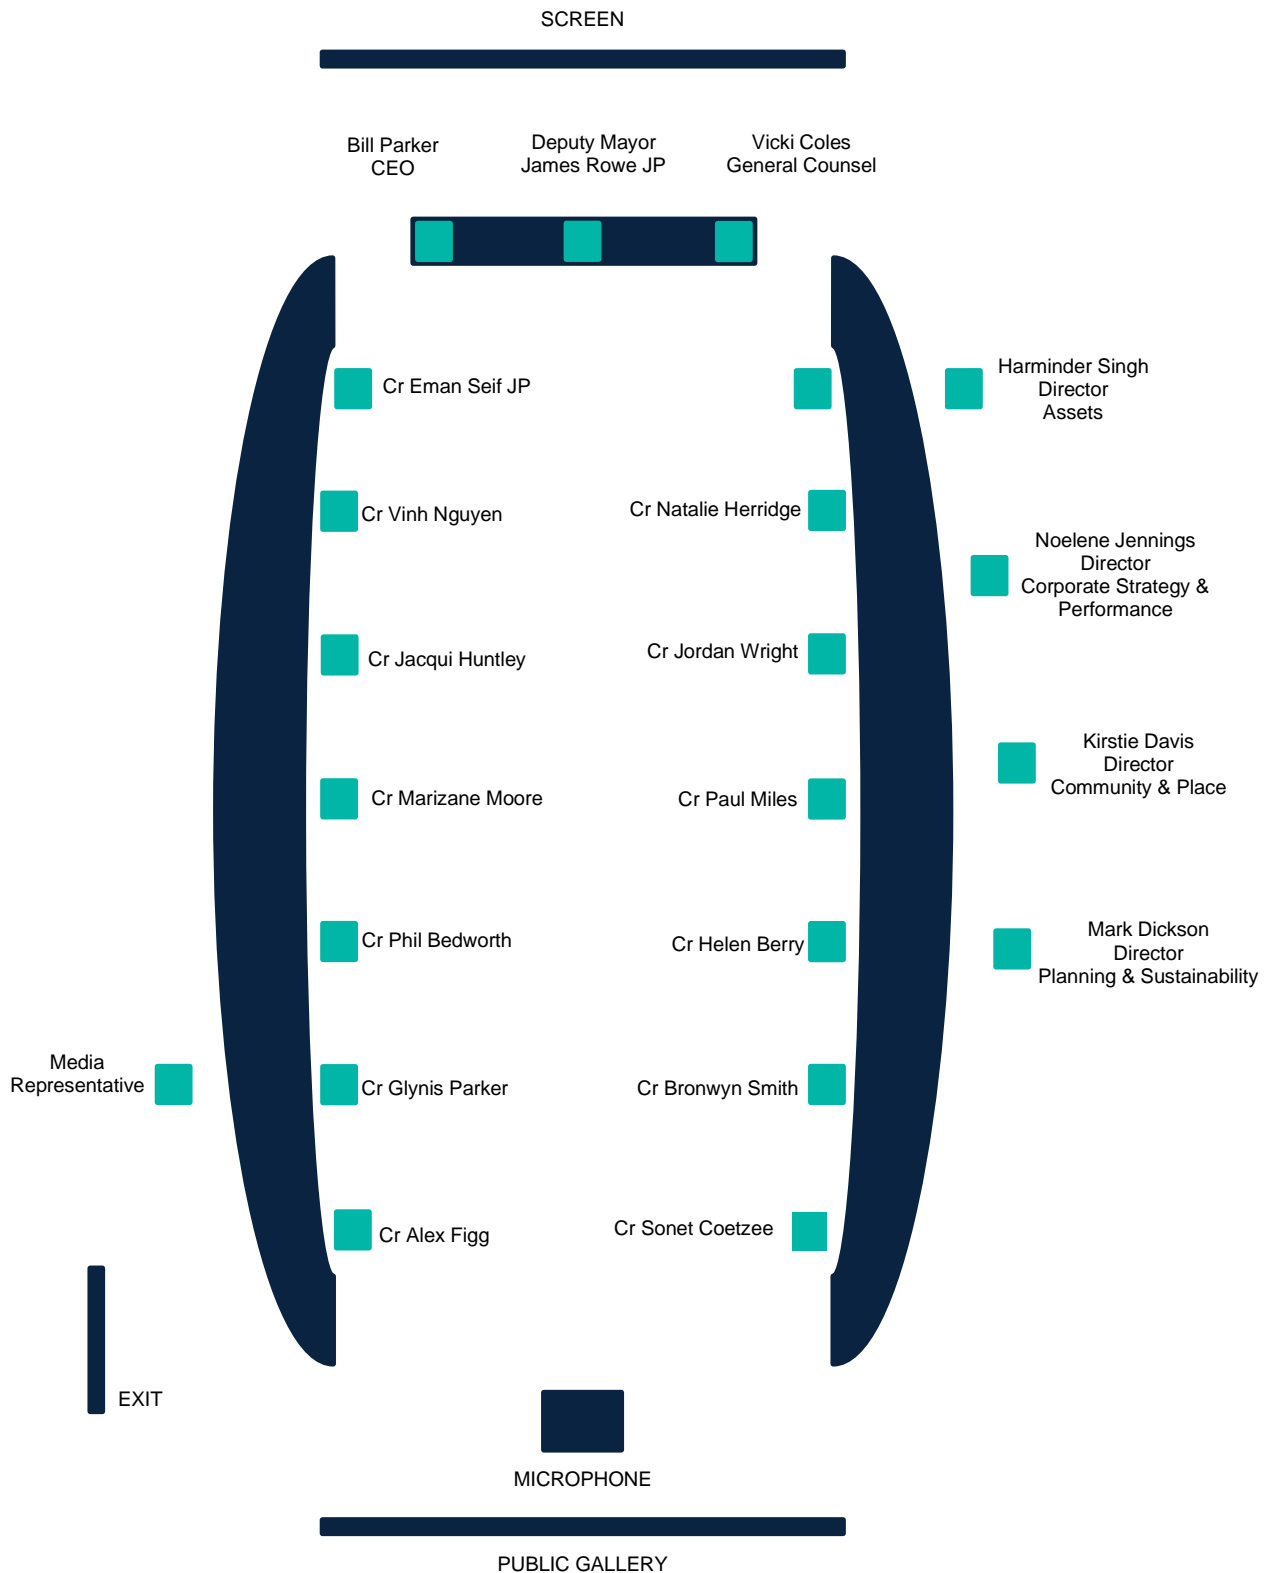 SCREEN
Bill Parker
CEO
Deputy Mayor
James Rowe JP
Vicki Coles
General Counsel
Cr Eman Seif JP
Harminder Singh
Director
Assets
Cr Vinh Nguyen
Cr Natalie Herridge
Noelene Jennings
Director
Corporate Strategy &
Performance
Cr Jacqui Huntley
Cr Jordan Wright
Kirstie Davis
Director
Community & Place
Cr Marizane Moore
Cr Paul Miles
Cr Phil Bedworth
Cr Helen Berry
Mark Dickson
Director
Planning & Sustainability
Media
Representative
Cr Glynis Parker
Cr Bronwyn Smith
Cr Alex Figg
Cr Sonet Coetzee
EXIT
MICROPHONE
PUBLIC GALLERY